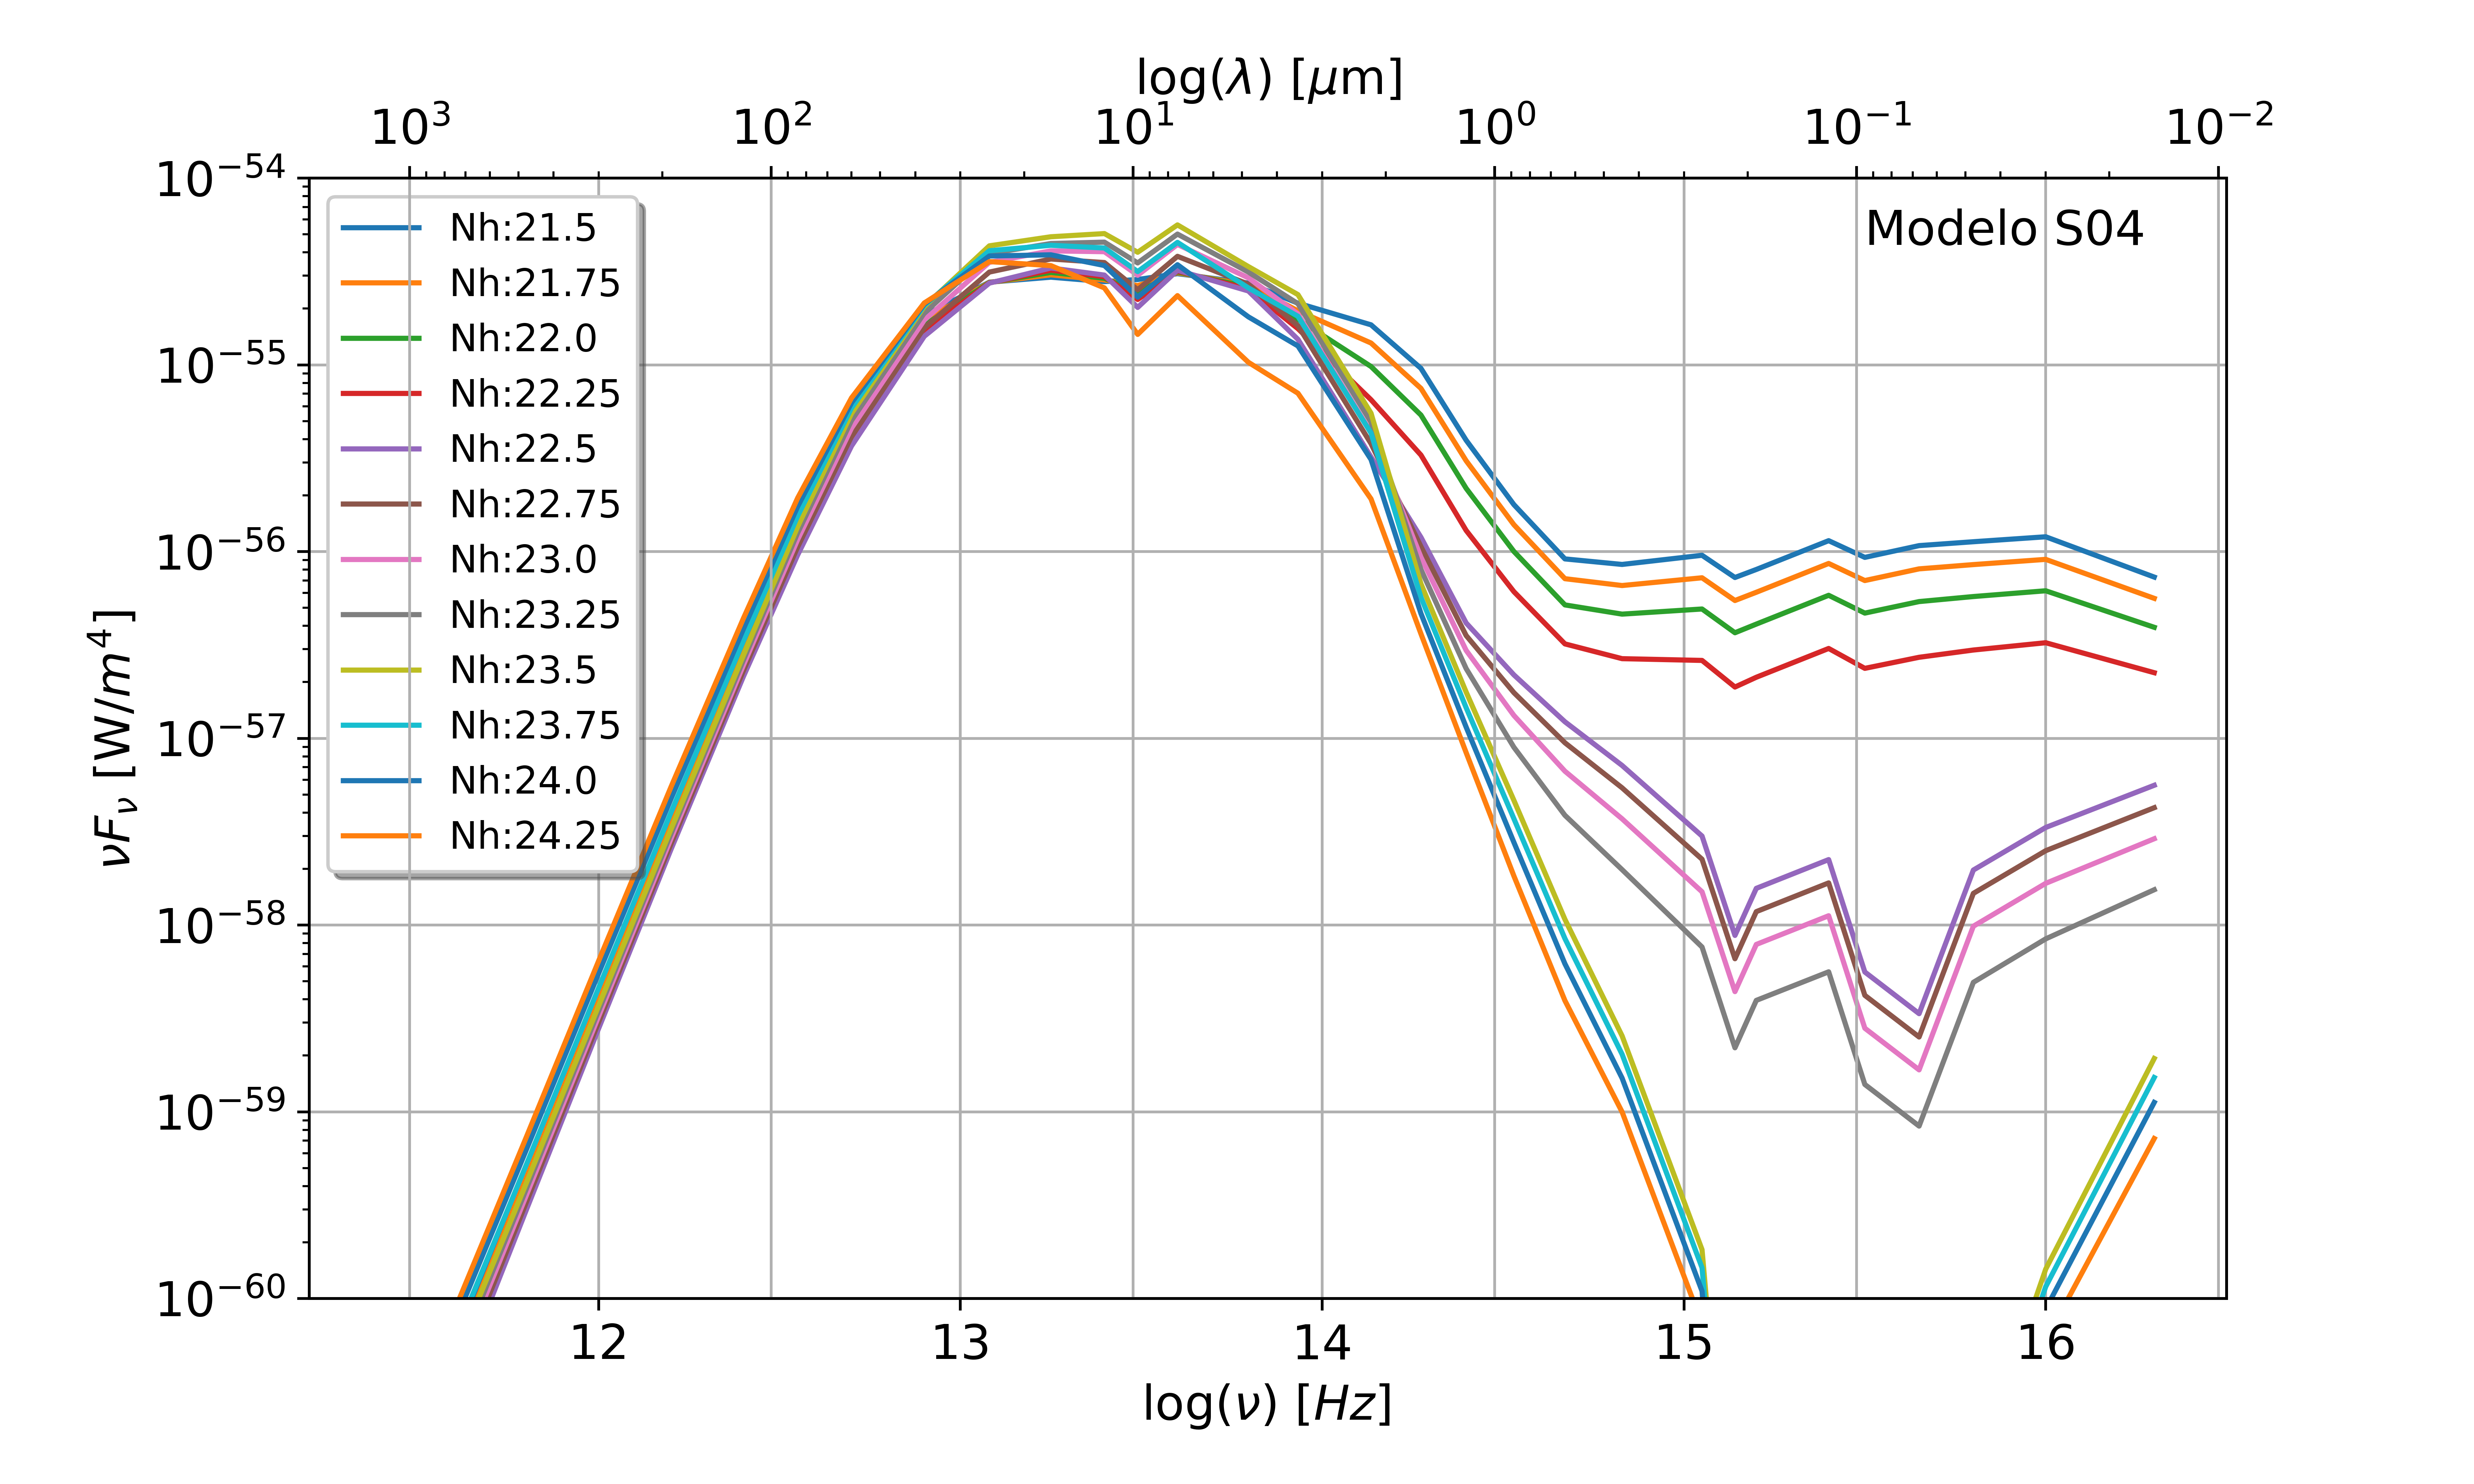 log(λ) [μm]
10³ 10² 10¹ 10⁰ 10⁻¹ 10⁻²
Modelo S04
Nh:21.5
Nh:21.75
Nh:22.0
Nh:22.25
Nh:22.5
Nh:22.75
Nh:23.0
Nh:23.25
Nh:23.5
Nh:23.75
Nh:24.0
Nh:24.25
10⁻⁵⁴
10⁻⁵⁵
10⁻⁵⁶
10⁻⁵⁷
10⁻⁵⁸
10⁻⁵⁹
10⁻⁶⁰
νFᵥ [W/m⁴]
12 13 14 15 16
log(ν) [Hz]